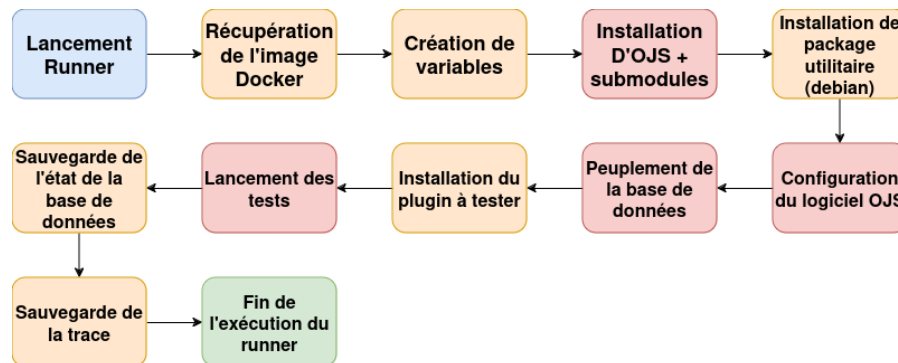 Lancement
Runner
Récupération
de l'image
Docker
Création de
variables
Installation
D'OJS +
submodules
Installation de
package
utilitaire
(debian)
Configuration
du logiciel OJS
Peuplement de
la base de
données
Installation du
plugin à tester
Lancement des
tests
Sauvegarde de
l'état de la
base de
données
Sauvegarde de
la trace
Fin de
l'exécution du
runner